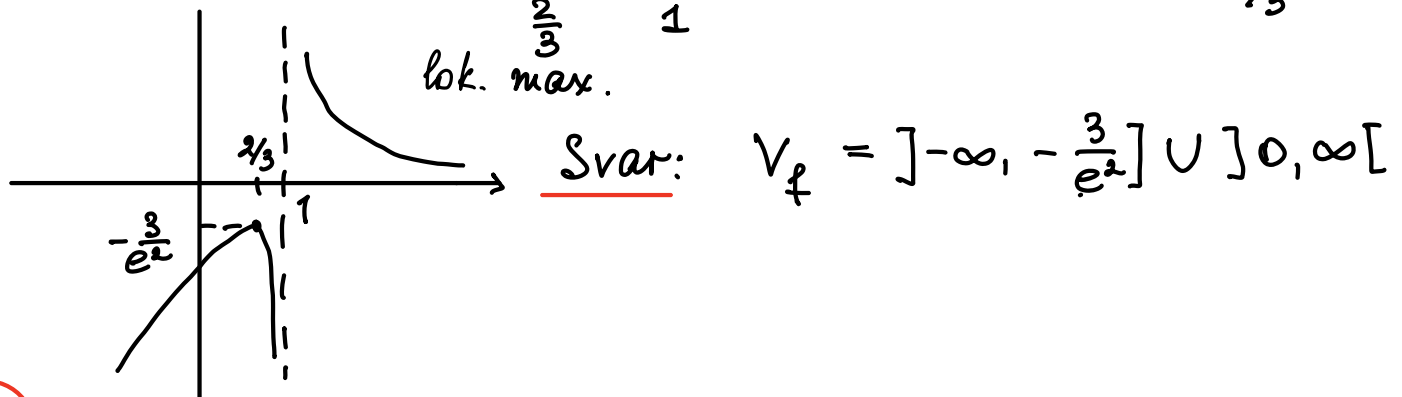 2/3 1
lok. max.
2/3
1
-3/e²
Svar: V_f = ]-∞, -3/e²] ∪ ]0, ∞[